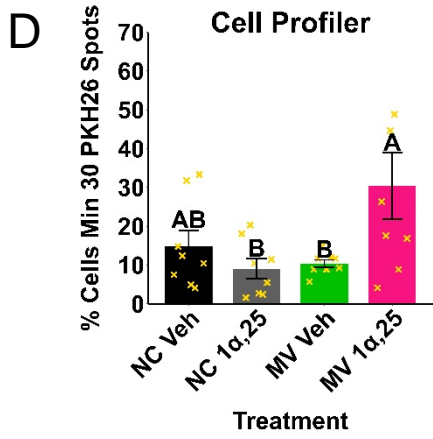 D
Cell Profiler
% Cells Min 30 PKH26 Spots
70
60
50
40
30
20
10
0
AB
B
B
A
NC Veh
NC 1α,25
MV Veh
MV 1α,25
Treatment